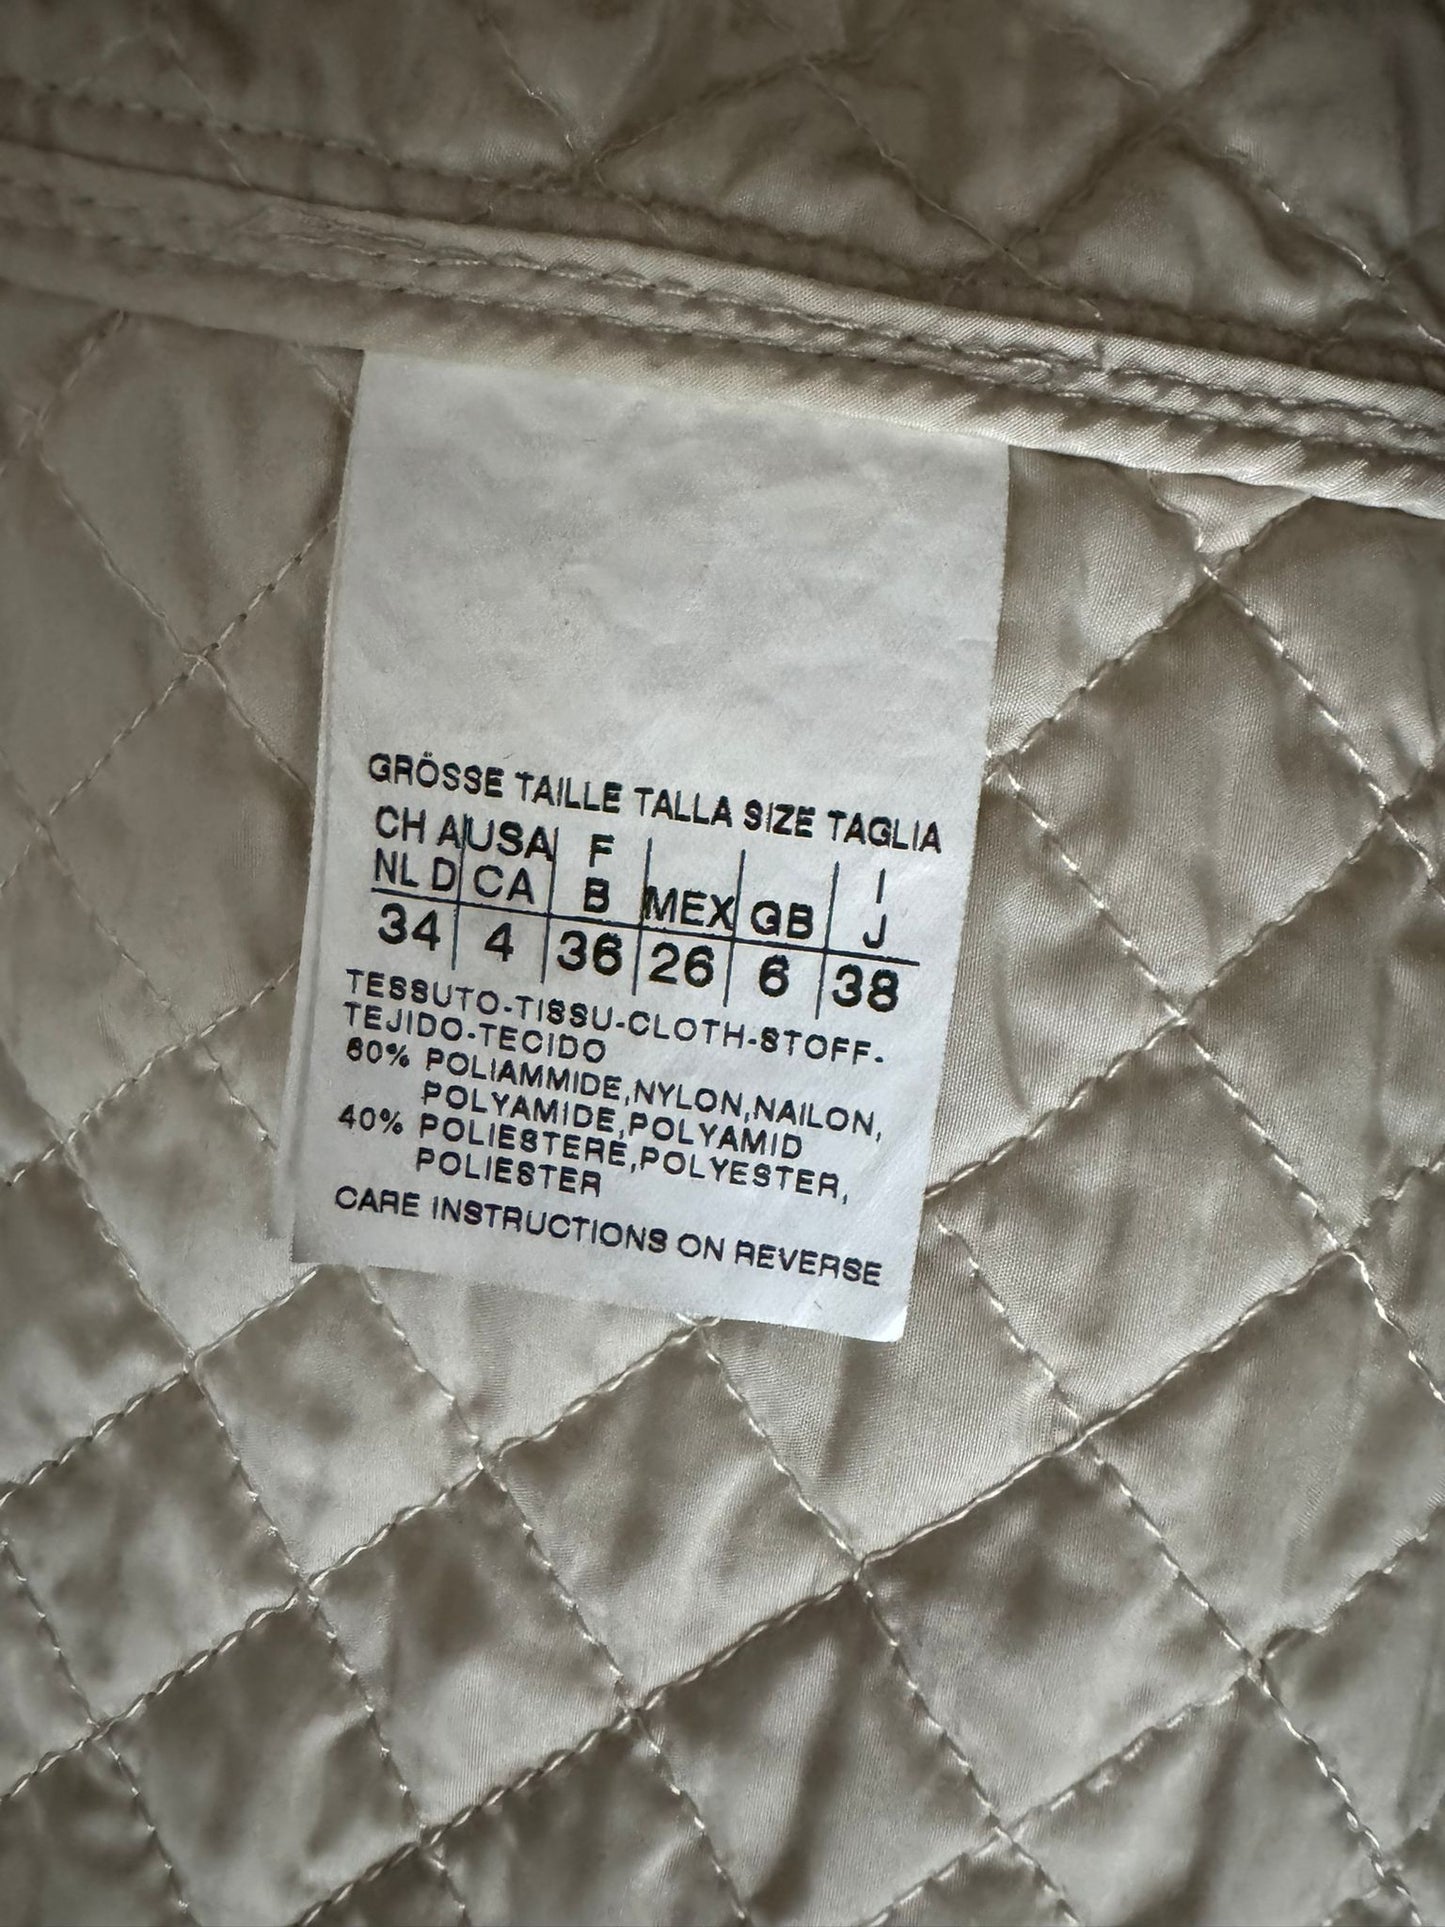 GRÖSSE TAILLE TALLA SIZE TAGLIA
CH A USA F MEX GB I
NL D CA B J
34 4 36 26 6 38
TESSUTO-TISSU-CLOTH-STOFF-
TEJIDO-TECIDO
60% POLIAMMIDE,NYLON,NAILON,
POLYAMIDE,POLYAMID
40% POLIESTERE,POLYESTER,
POLIESTER
CARE INSTRUCTIONS ON REVERSE